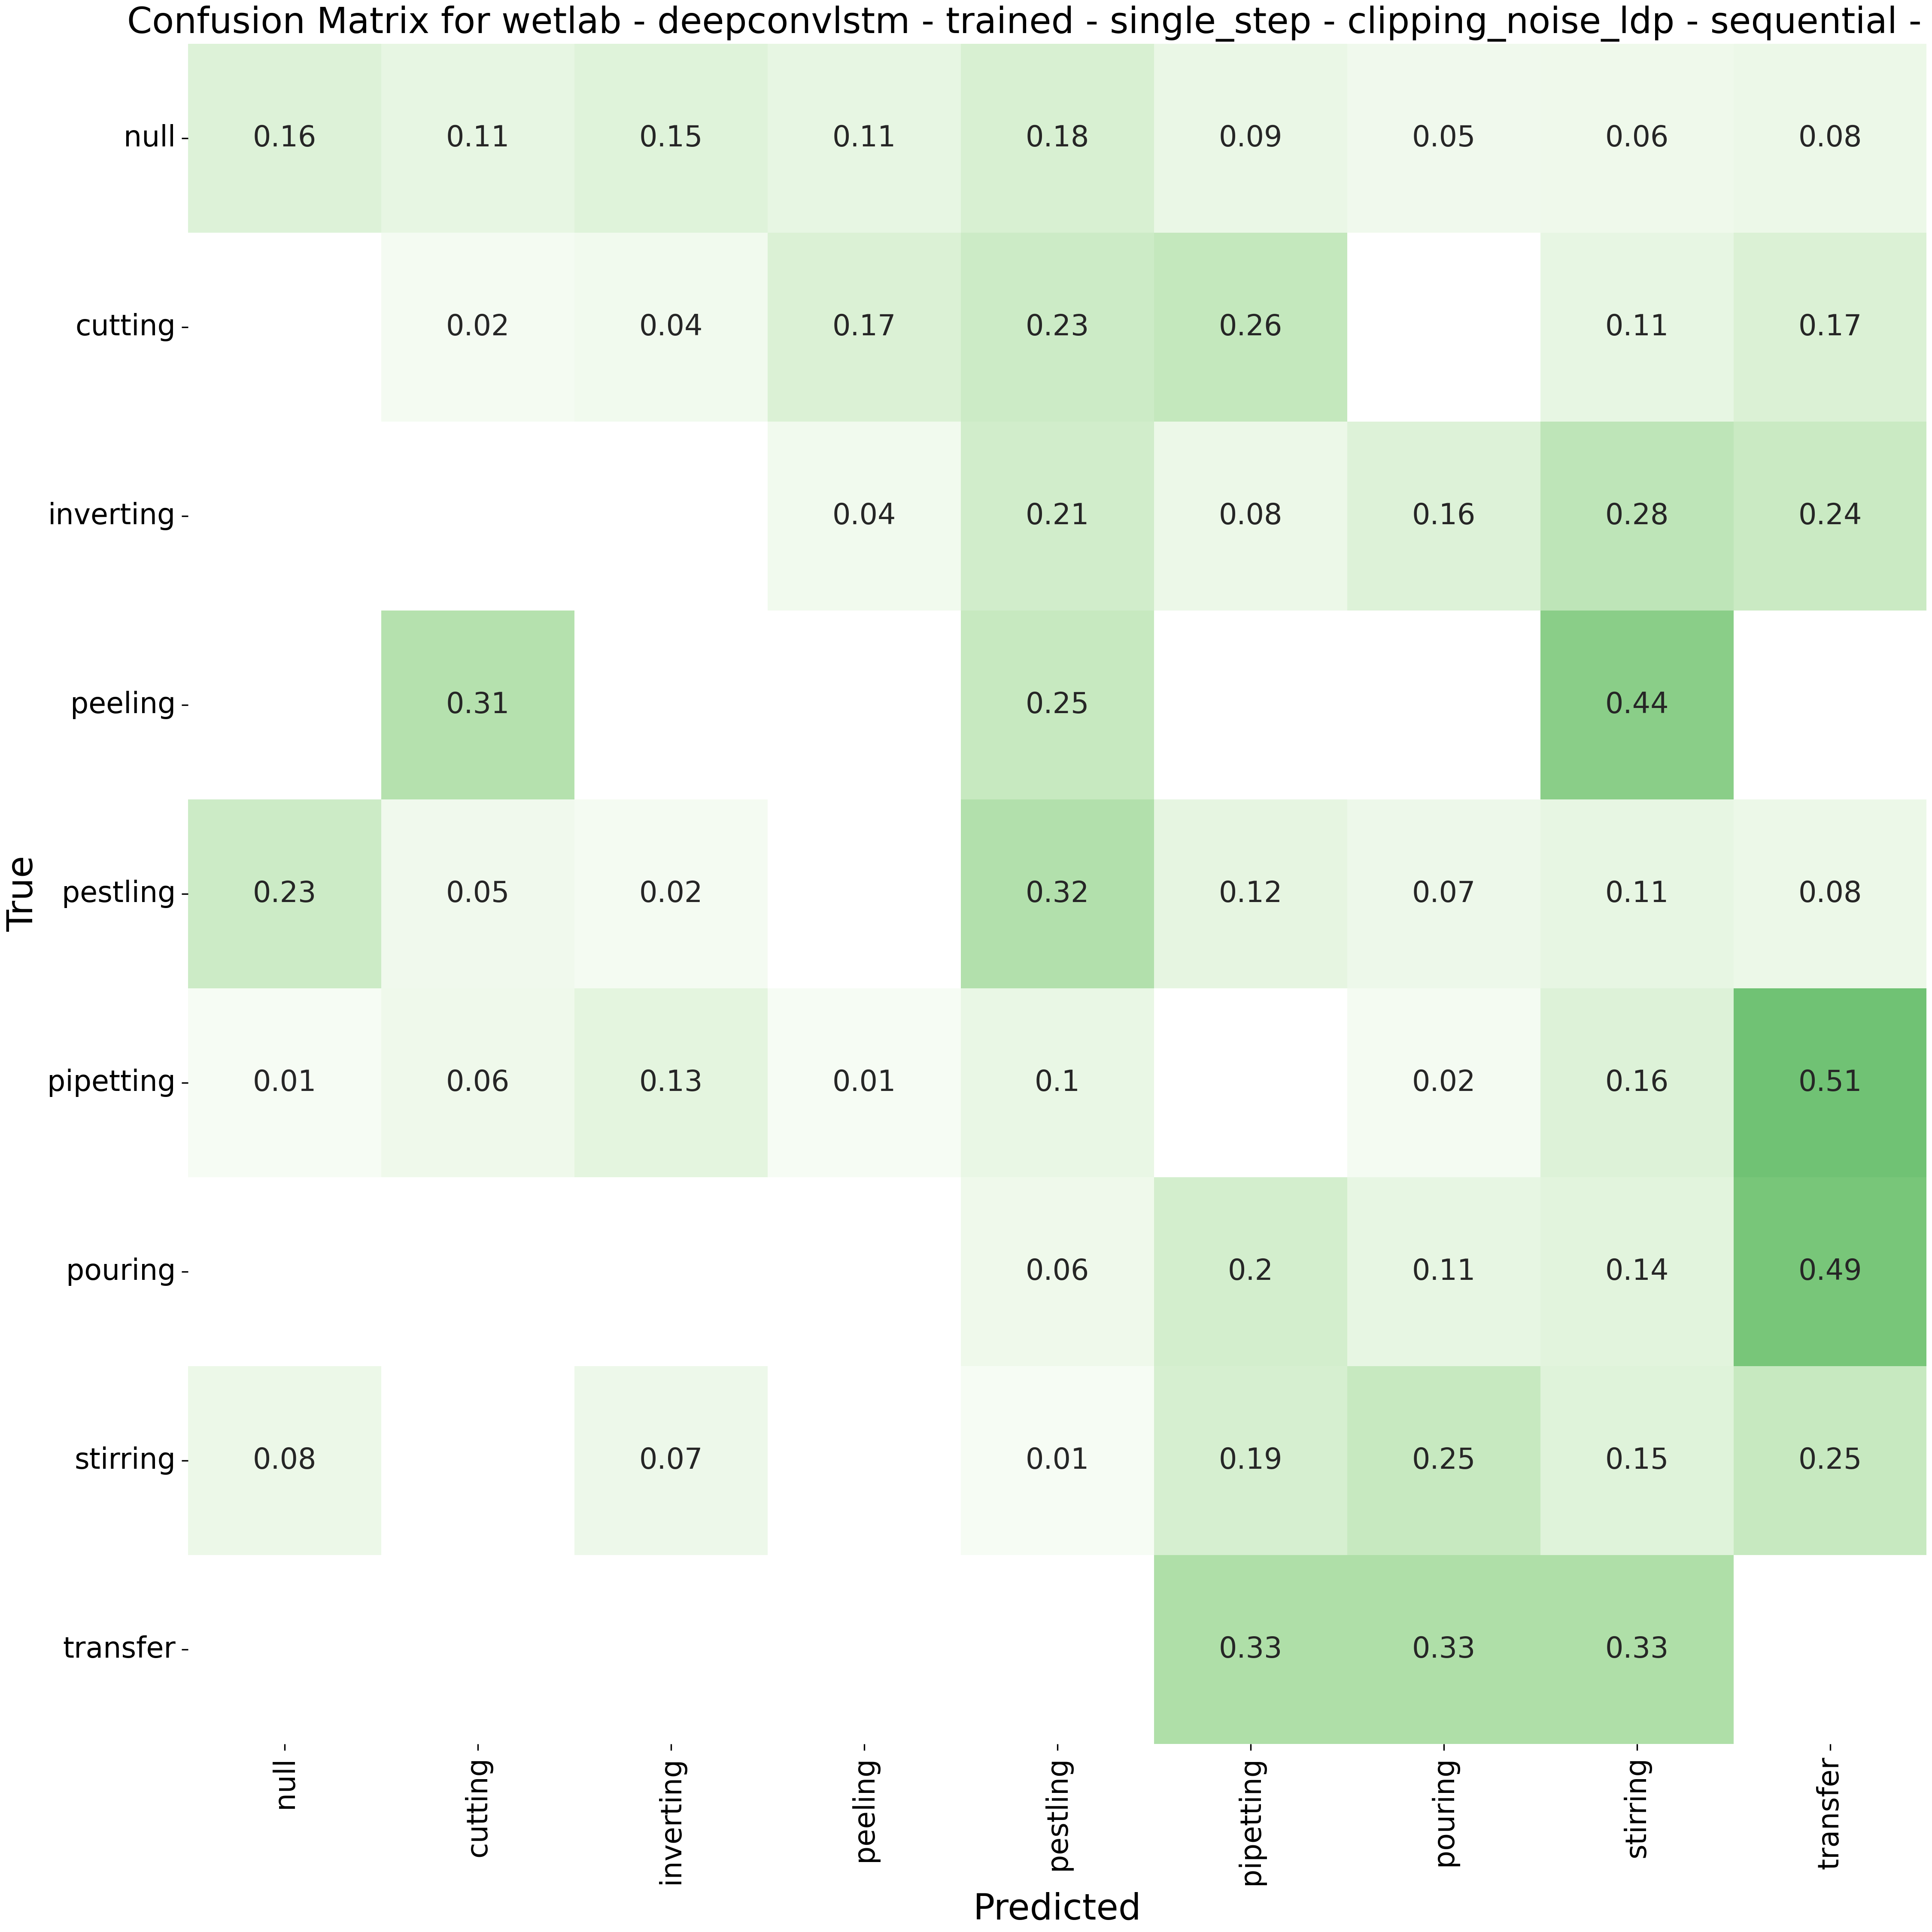 Confusion Matrix for wetlab - deepconvlstm - trained - single_step - clipping_noise_ldp - sequential -
null 0.16 0.11 0.15 0.11 0.18 0.09 0.05 0.06 0.08
cutting 0.02 0.04 0.17 0.23 0.26 0.11 0.17
inverting 0.04 0.21 0.08 0.16 0.28 0.24
peeling 0.31 0.25 0.44
pestling 0.23 0.05 0.02 0.32 0.12 0.07 0.11 0.08
pipetting 0.01 0.06 0.13 0.01 0.1 0.02 0.16 0.51
pouring 0.06 0.2 0.11 0.14 0.49
stirring 0.08 0.07 0.01 0.19 0.25 0.15 0.25
transfer 0.33 0.33 0.33
True
null cutting inverting peeling pestling pipetting pouring stirring transfer
Predicted